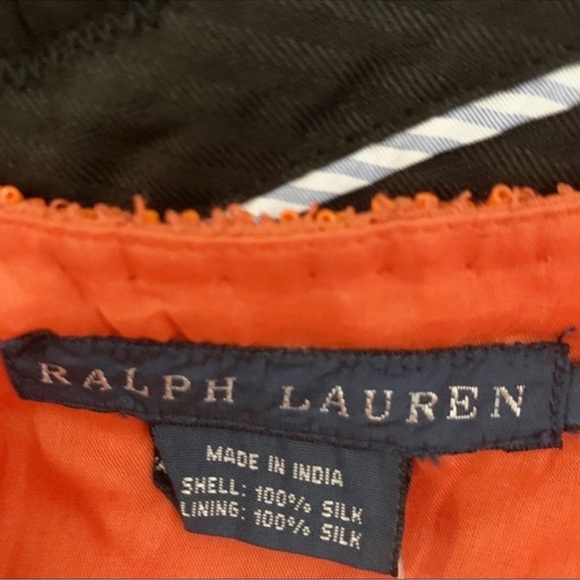 RALPH LAUREN
MADE IN INDIA
SHELL: 100% SILK
LINING: 100% SILK